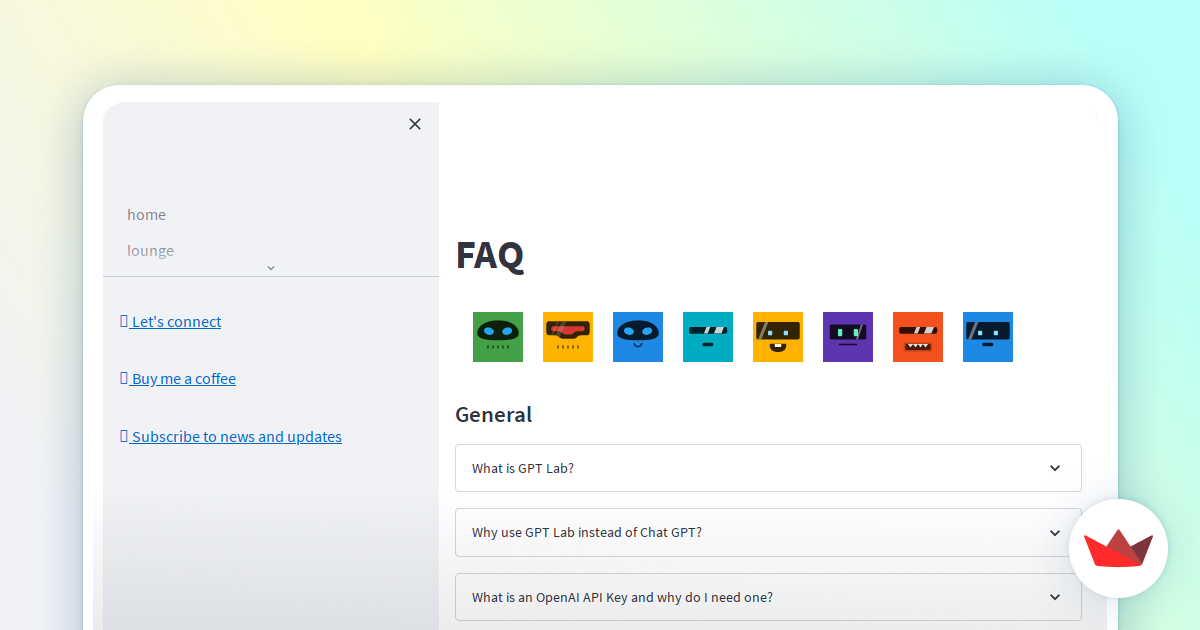 home
lounge
Let's connect
Buy me a coffee
Subscribe to news and updates
FAQ
General
What is GPT Lab?
Why use GPT Lab instead of Chat GPT?
What is an OpenAI API Key and why do I need one?